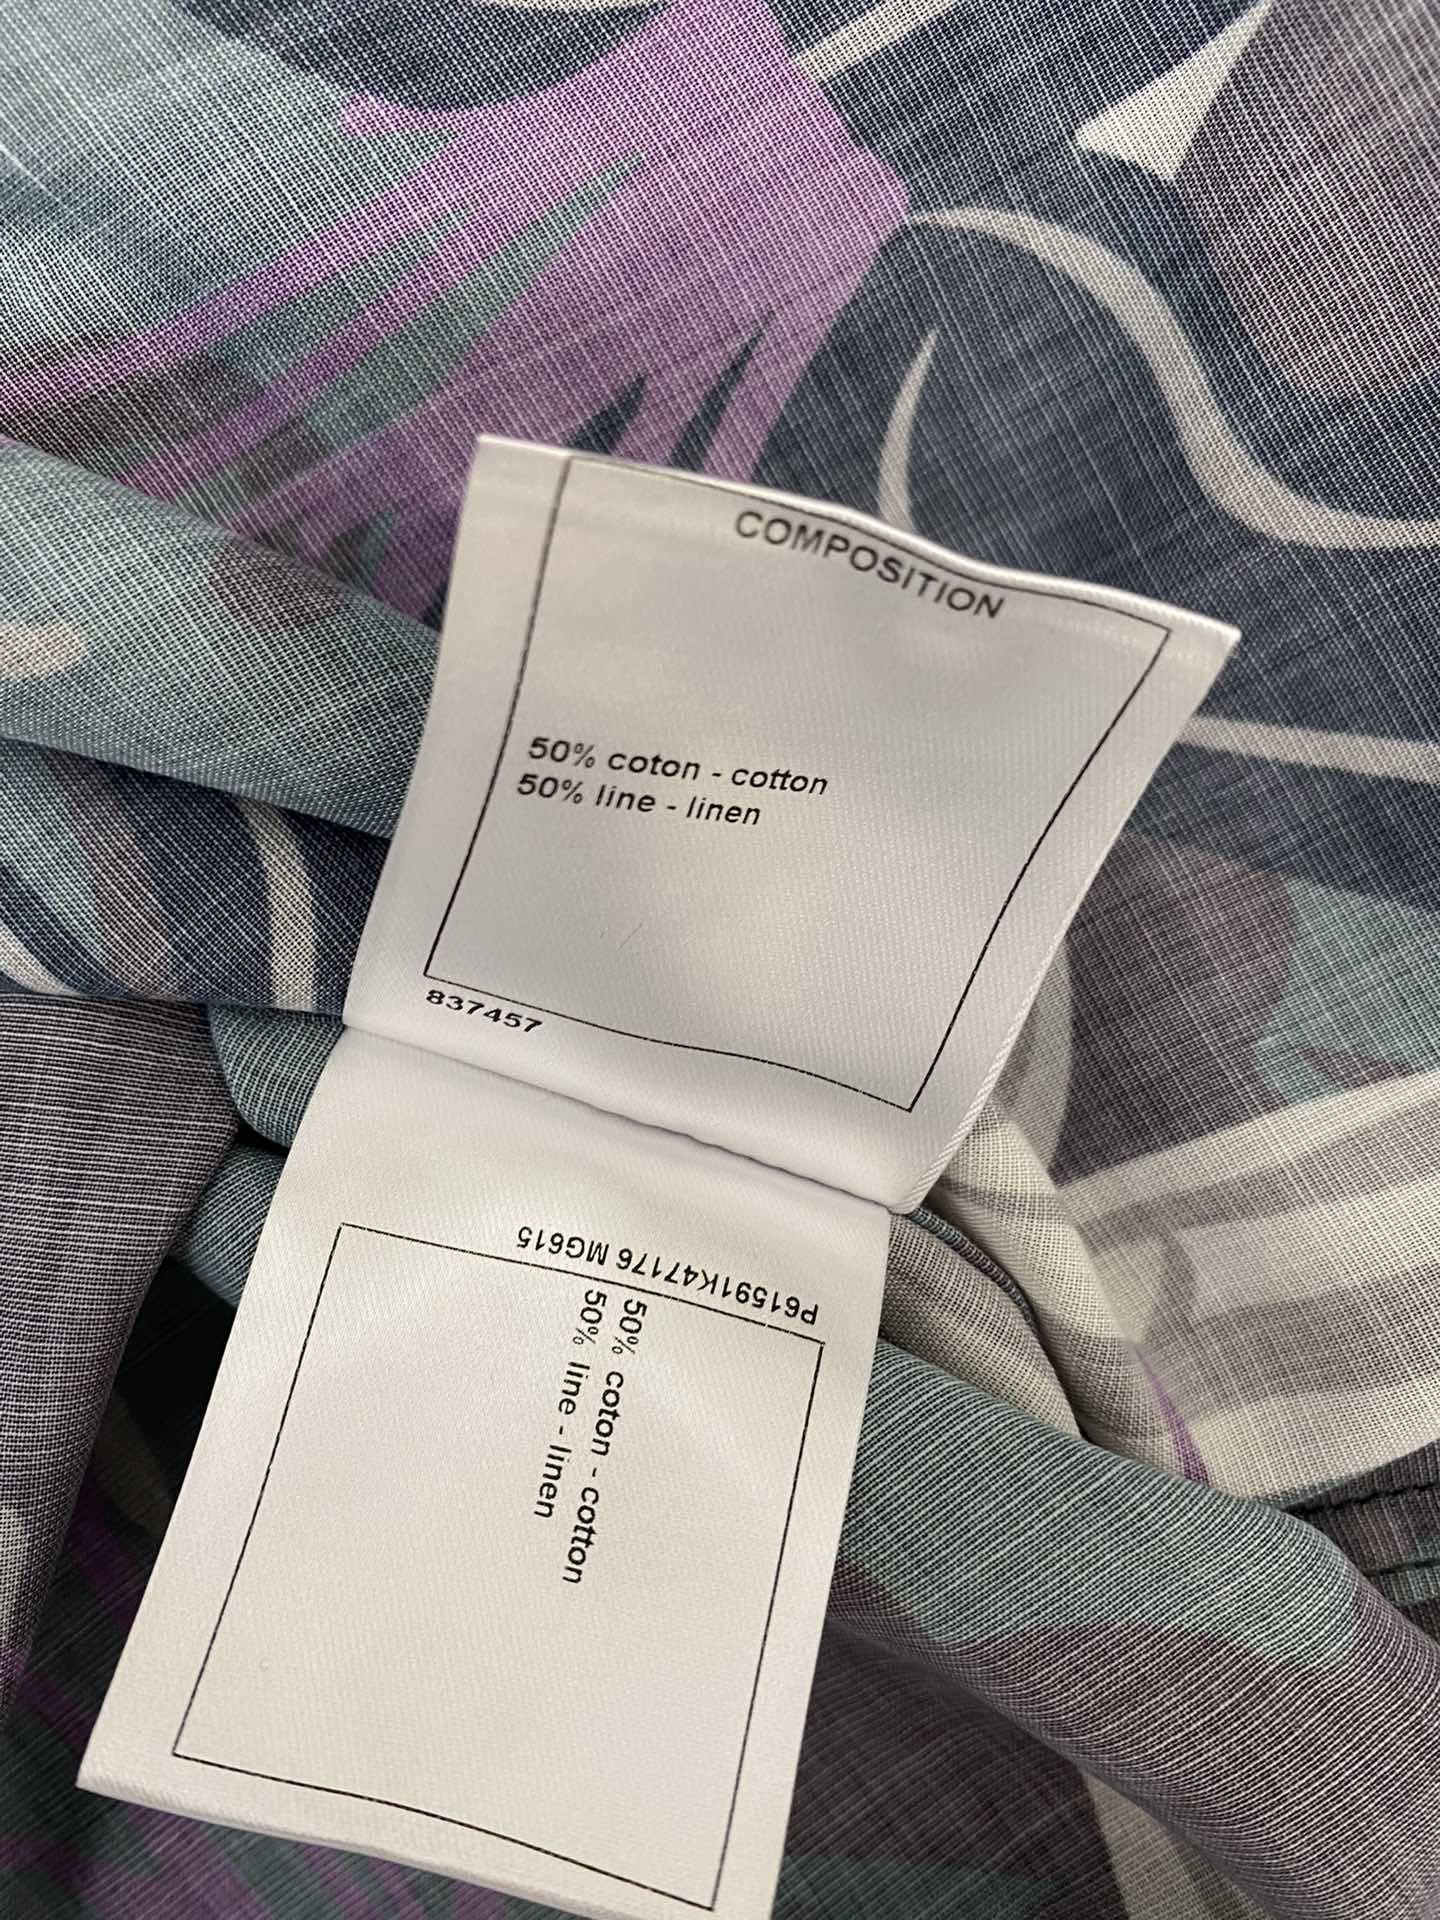 COMPOSITION
50% coton - cotton
50% line - linen
837457
P61591K47176 MG615
50% coton - cotton
50% line - linen